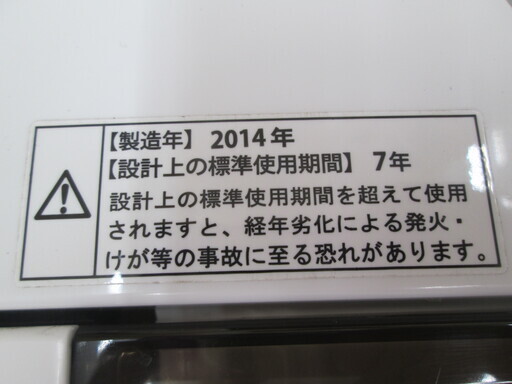 【製造年】 2014年
【設計上の標準使用期間】 7年
設計上の標準使用期間を超えて使用
されますと、経年劣化による発火・
けが等の事故に至る恐れがあります。